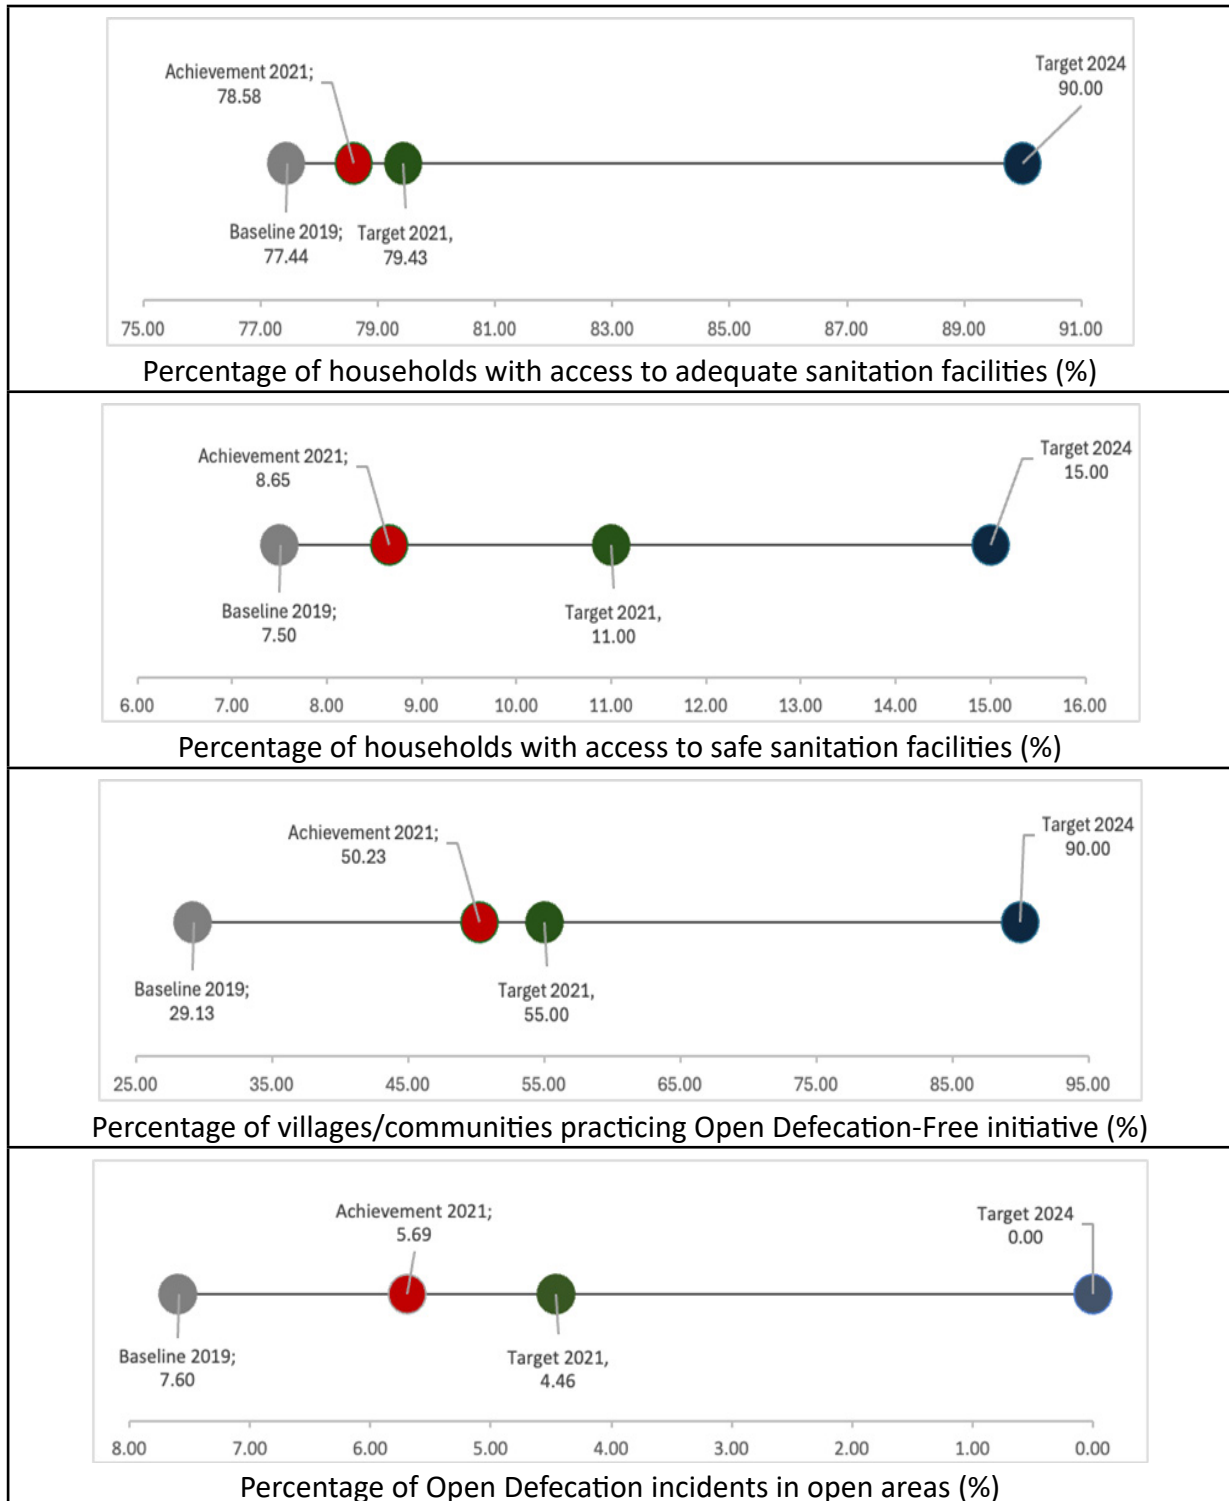 Achievement 2021;
78.58
Target 2024
90.00
Baseline 2019;
77.44
Target 2021,
79.43
75.00 77.00 79.00 81.00 83.00 85.00 87.00 89.00 91.00
Percentage of households with access to adequate sanitation facilities (%)
Achievement 2021;
8.65
Target 2024
15.00
Baseline 2019;
7.50
Target 2021,
11.00
6.00 7.00 8.00 9.00 10.00 11.00 12.00 13.00 14.00 15.00 16.00
Percentage of households with access to safe sanitation facilities (%)
Achievement 2021;
50.23
Target 2024
90.00
Baseline 2019;
29.13
Target 2021,
55.00
25.00 35.00 45.00 55.00 65.00 75.00 85.00 95.00
Percentage of villages/communities practicing Open Defecation-Free initiative (%)
Achievement 2021;
5.69
Target 2024
0.00
Baseline 2019;
7.60
Target 2021,
4.46
8.00 7.00 6.00 5.00 4.00 3.00 2.00 1.00 0.00
Percentage of Open Defecation incidents in open areas (%)